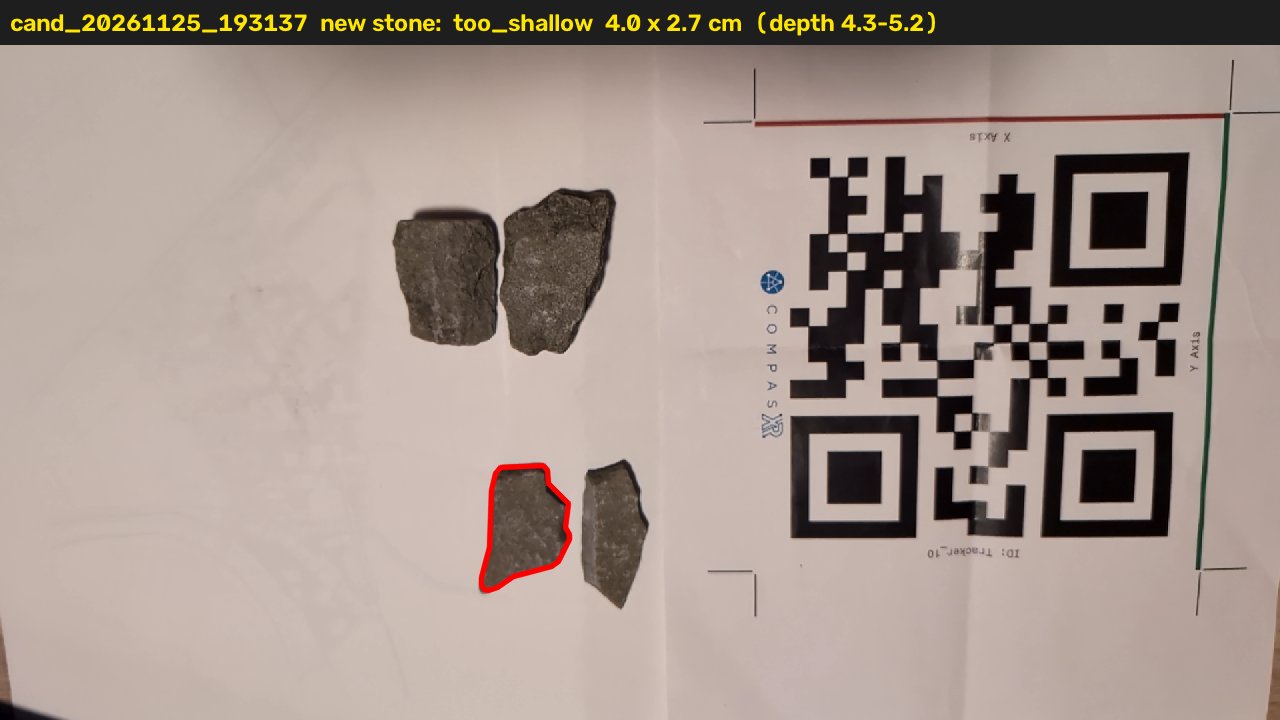 cand_20261125_193137 new stone: too_shallow 4.0 x 2.7 cm (depth 4.3-5.2)
X Axis
Y Axis
COMPAS XR
ID: Tracker_10